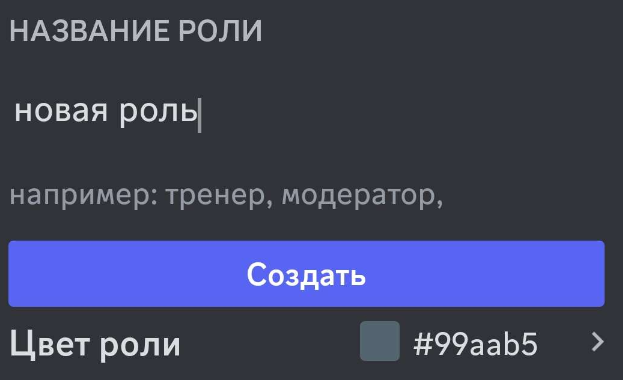 НАЗВАНИЕ РОЛИ
новая роль
например: тренер, модератор,
Создать
Цвет роли #99aab5